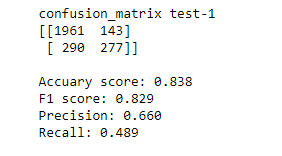 confusion_matrix test-1
[[1961  143]
 [ 290  277]]
Accuary score: 0.838
F1 score: 0.829
Precision: 0.660
Recall: 0.489